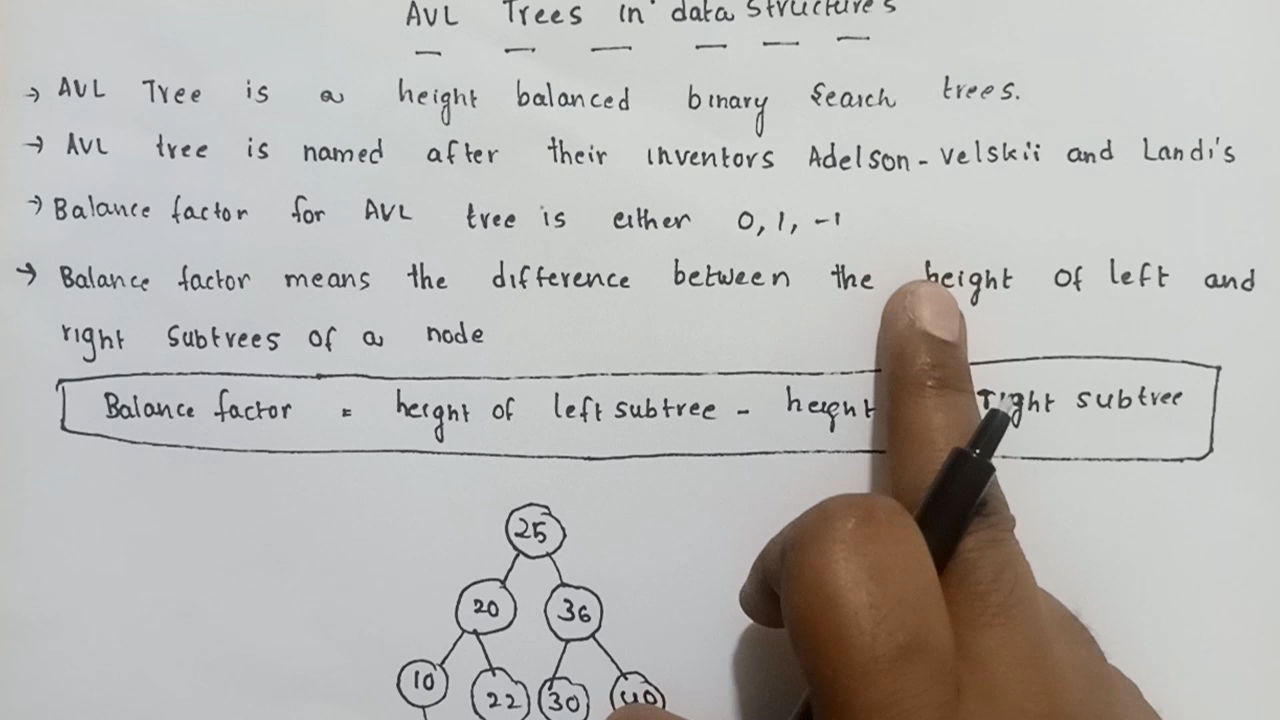 AVL Trees in data structures
→ AVL Tree is a height balanced binary search trees.
→ AVL tree is named after their inventors Adelson-velskii and Landi's
→ Balance factor for AVL tree is either 0, 1, -1
→ Balance factor means the difference between the height of left and
right subtrees of a node
Balance factor = height of left subtree - height right subtree
25
20 36
10 22 30 40